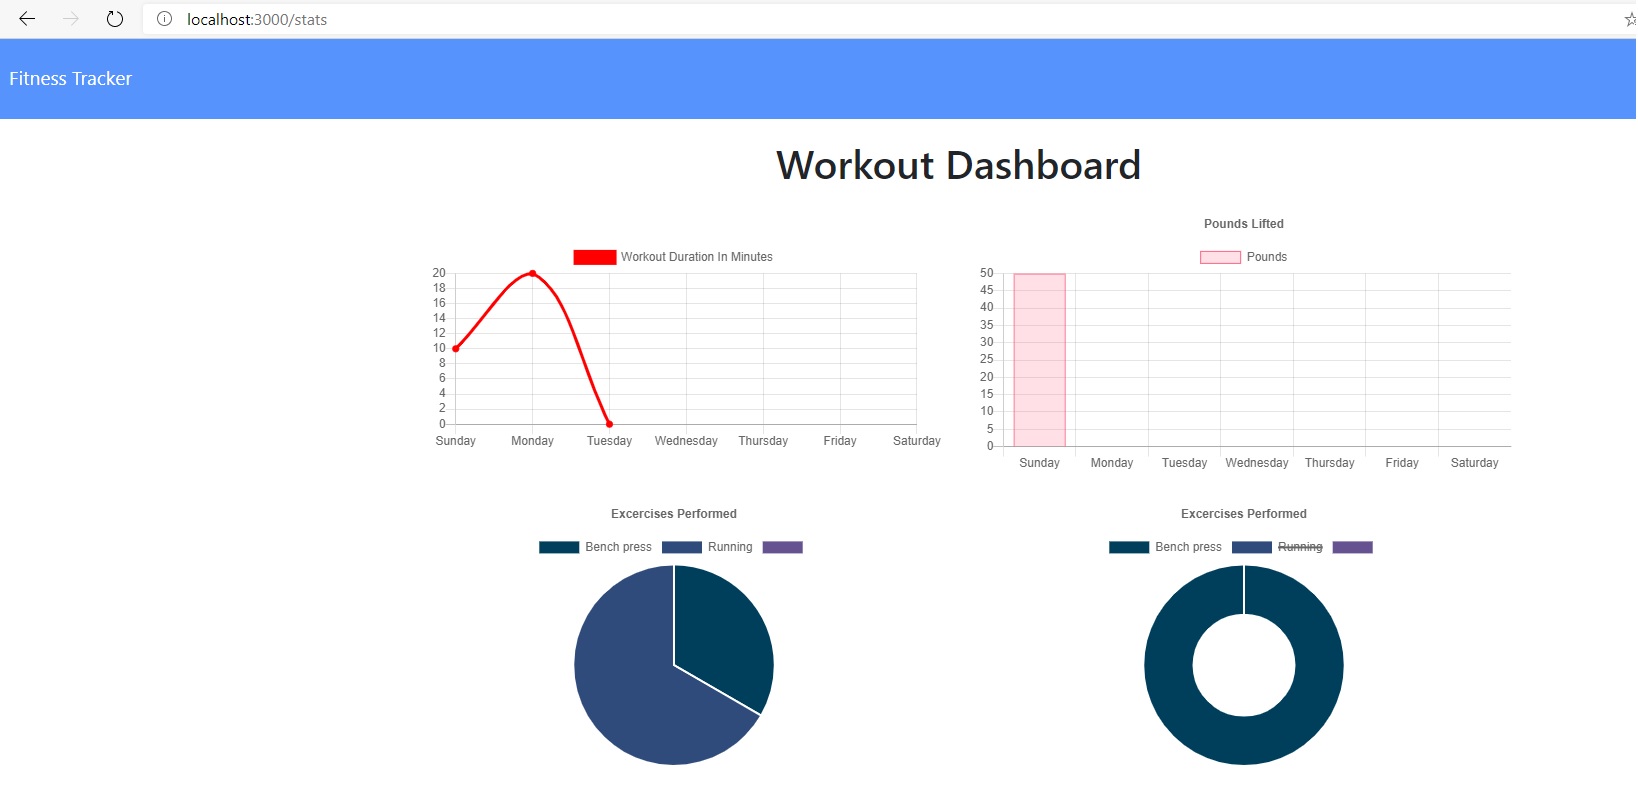 localhost:3000/stats
Fitness Tracker
Workout Dashboard
Workout Duration In Minutes
20
18
16
14
12
10
8
6
4
2
0
Sunday Monday Tuesday Wednesday Thursday Friday Saturday
Pounds Lifted
Pounds
50
45
40
35
30
25
20
15
10
5
0
Sunday Monday Tuesday Wednesday Thursday Friday Saturday
Excercises Performed
Bench press Running
Excercises Performed
Bench press Running